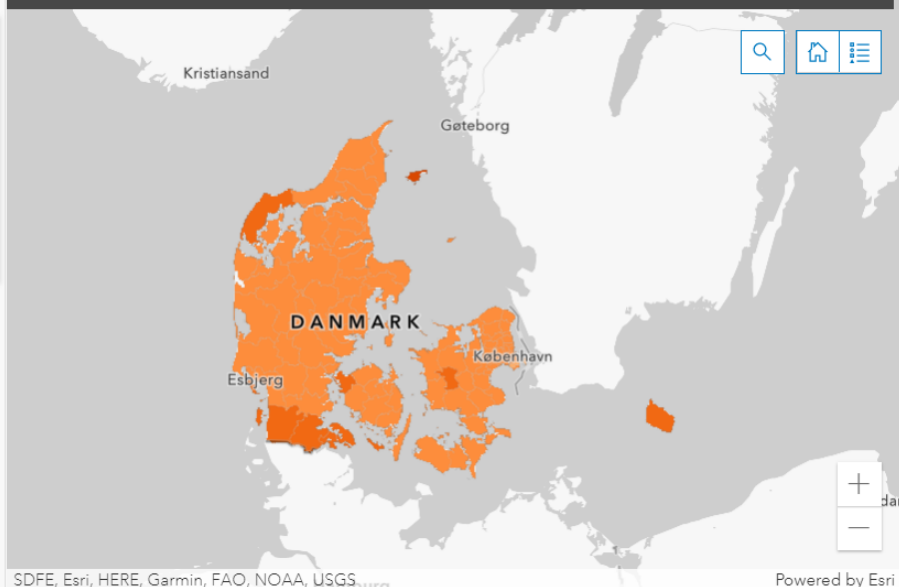 Kristiansand
Gøteborg
DANMARK
København
Esbjerg
SDFE, Esri, HERE, Garmin, FAO, NOAA, USGS
Powered by Esri